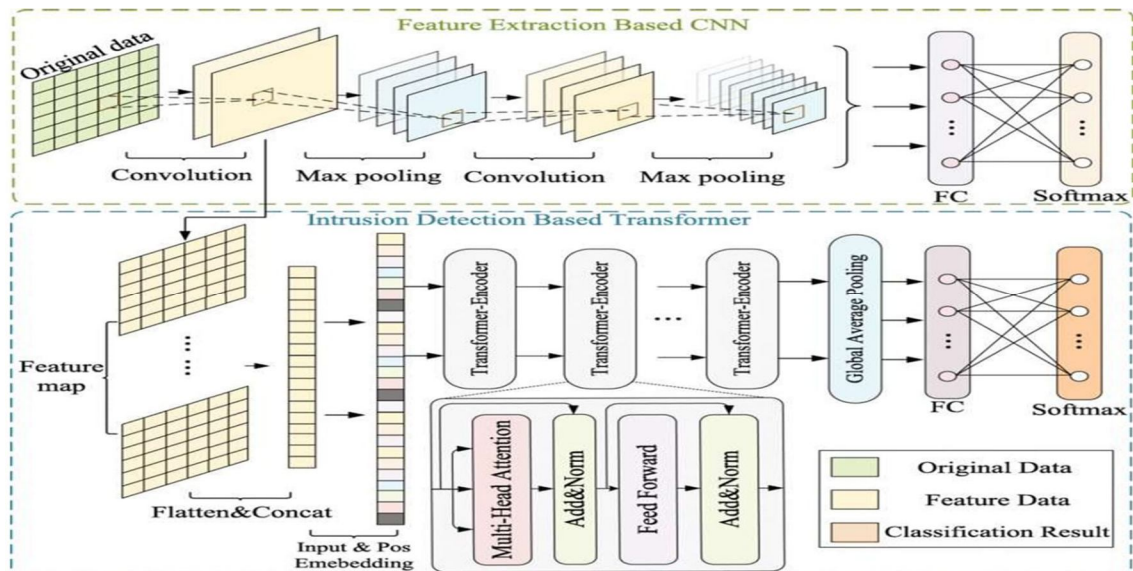 Feature Extraction Based CNN
Original data
Convolution
Max pooling
Convolution
Max pooling
FC
Softmax
Intrusion Detection Based Transformer
Feature
map
Flatten&Concat
Input & Pos
Emebedding
Transformer-Encoder
Transformer-Encoder
Transformer-Encoder
Global Average Pooling
FC
Softmax
Multi-Head Attention
Add&Norm
Feed Forward
Add&Norm
Original Data
Feature Data
Classification Result